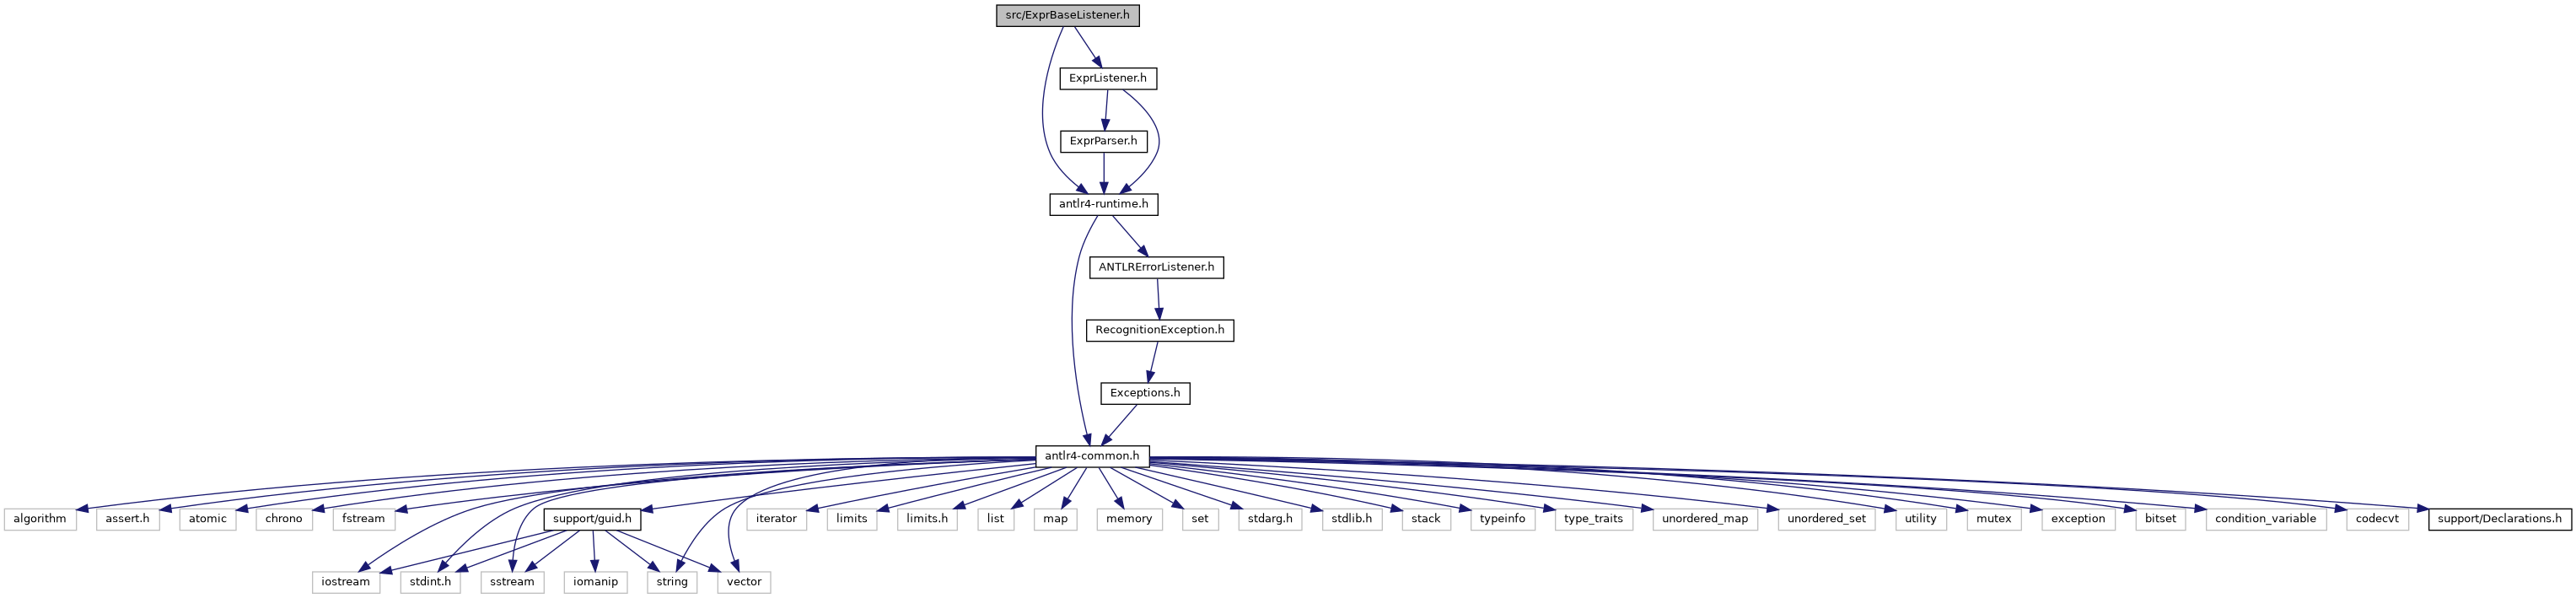 src/ExprBaseListener.h
ExprListener.h
ExprParser.h
antlr4-runtime.h
ANTLRErrorListener.h
RecognitionException.h
Exceptions.h
antlr4-common.h
algorithm
assert.h
atomic
chrono
fstream
support/guid.h
iterator
limits
limits.h
list
map
memory
set
stdarg.h
stdlib.h
stack
typeinfo
type_traits
unordered_map
unordered_set
utility
mutex
exception
bitset
condition_variable
codecvt
support/Declarations.h
iostream
stdint.h
sstream
iomanip
string
vector